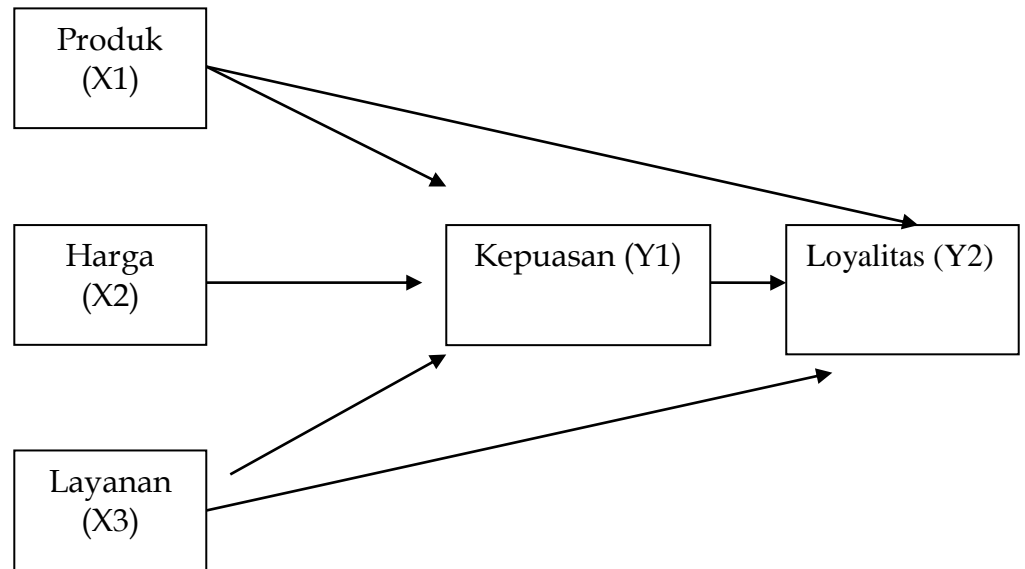 Produk
(X1)
Harga
(X2)
Kepuasan (Y1)
Loyalitas (Y2)
Layanan
(X3)